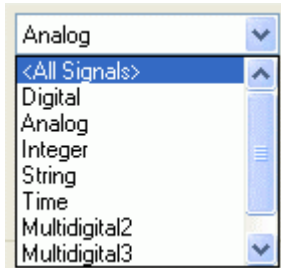 Analog
<All Signals>
Digital
Analog
Integer
String
Time
Multidigital2
Multidigital3